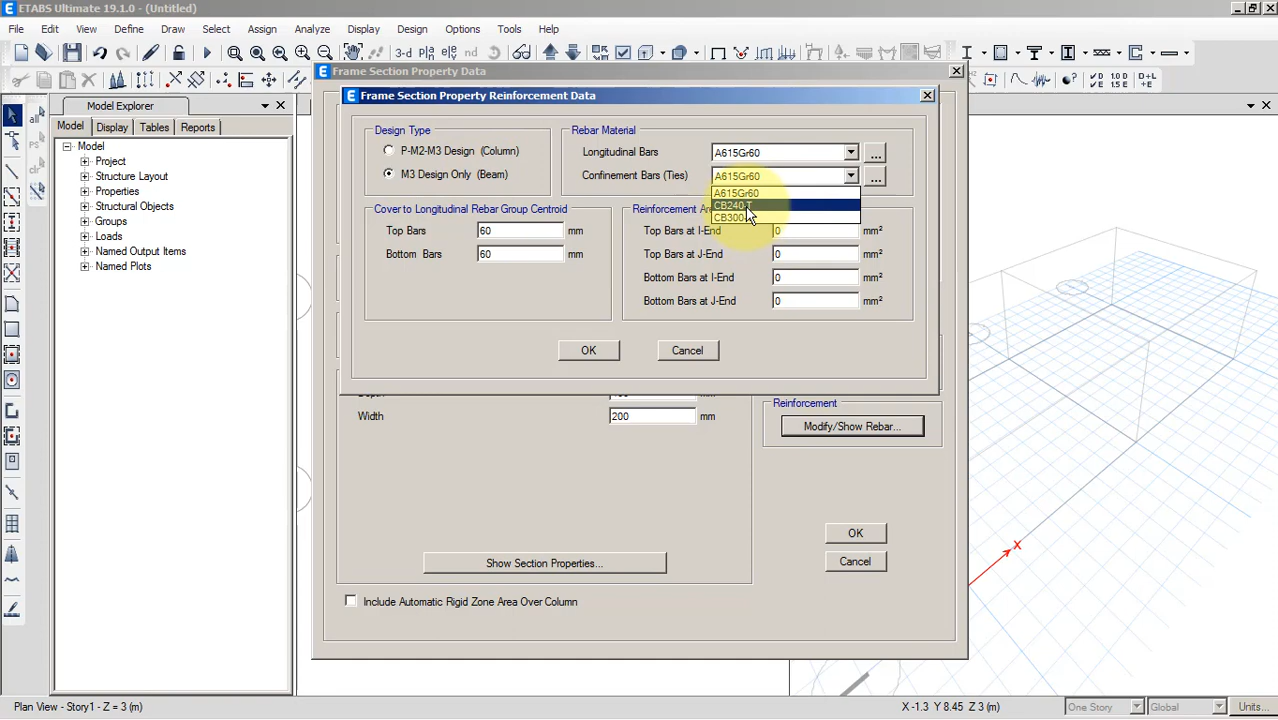 ETABS Ultimate 19.1.0 - (Untitled)
File Edit View Define Draw Select Assign Analyze Display Design Options Tools Help
3-d
Frame Section Property Data
Frame Section Property Reinforcement Data
Model Explorer
Model Display Tables Reports
Model
Project
Structure Layout
Properties
Structural Objects
Groups
Loads
Named Output Items
Named Plots
Design Type
P-M2-M3 Design (Column)
M3 Design Only (Beam)
Rebar Material
Longitudinal Bars A615Gr60 ...
Confinement Bars (Ties) A615Gr60 ...
A615Gr60
CB240-T
Cover to Longitudinal Rebar Group Centroid
Top Bars 60 mm
Bottom Bars 60 mm
Top Bars at I-End 0 mm²
Top Bars at J-End 0 mm²
Bottom Bars at I-End 0 mm²
Bottom Bars at J-End 0 mm²
OK Cancel
Width 200 mm
Reinforcement
Modify/Show Rebar...
OK
Cancel
Show Section Properties...
Include Automatic Rigid Zone Area Over Column
X
Plan View - Story1 - Z = 3 (m)
X -1.3 Y 8.45 Z 3 (m)
One Story Global Units...